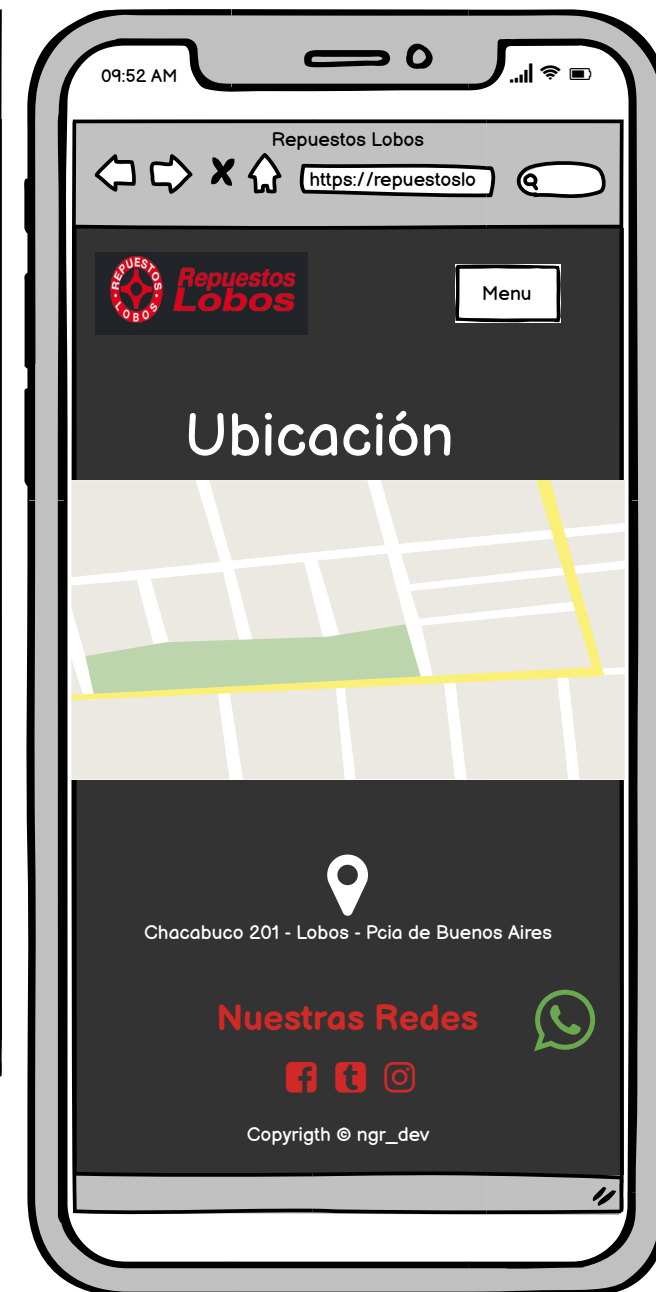 09:52 AM
Repuestos Lobos
https://repuestoslo
REPUESTOS
LOBOS
Repuestos
Lobos
Menu
Ubicación
Chacabuco 201 - Lobos - Pcia de Buenos Aires
Nuestras Redes
Copyrigth © ngr_dev